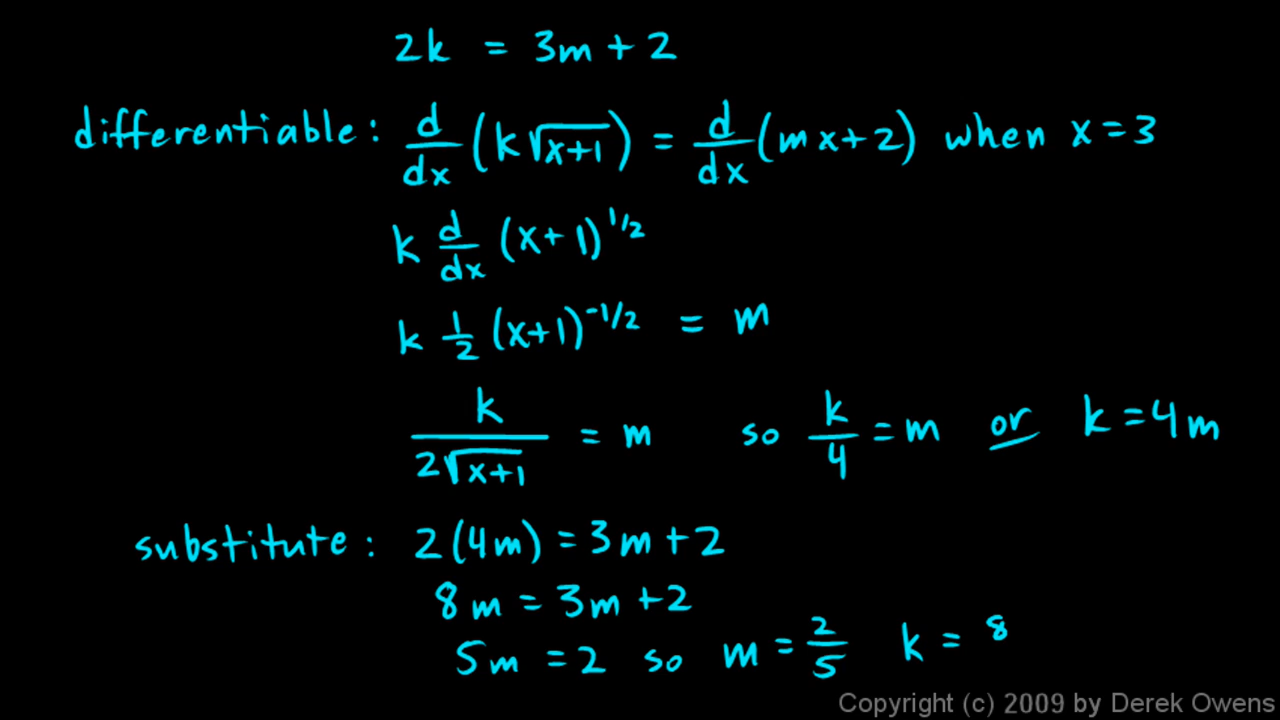 2k = 3m + 2
differentiable: d/dx (k√(x+1)) = d/dx (mx+2) when x = 3
k d/dx (x+1)^1/2
k 1/2 (x+1)^-1/2 = m
k/(2√(x+1)) = m so k/4 = m or k = 4m
substitute: 2(4m) = 3m + 2
8m = 3m + 2
5m = 2 so m = 2/5 k = 8
Copyright (c) 2009 by Derek Owens